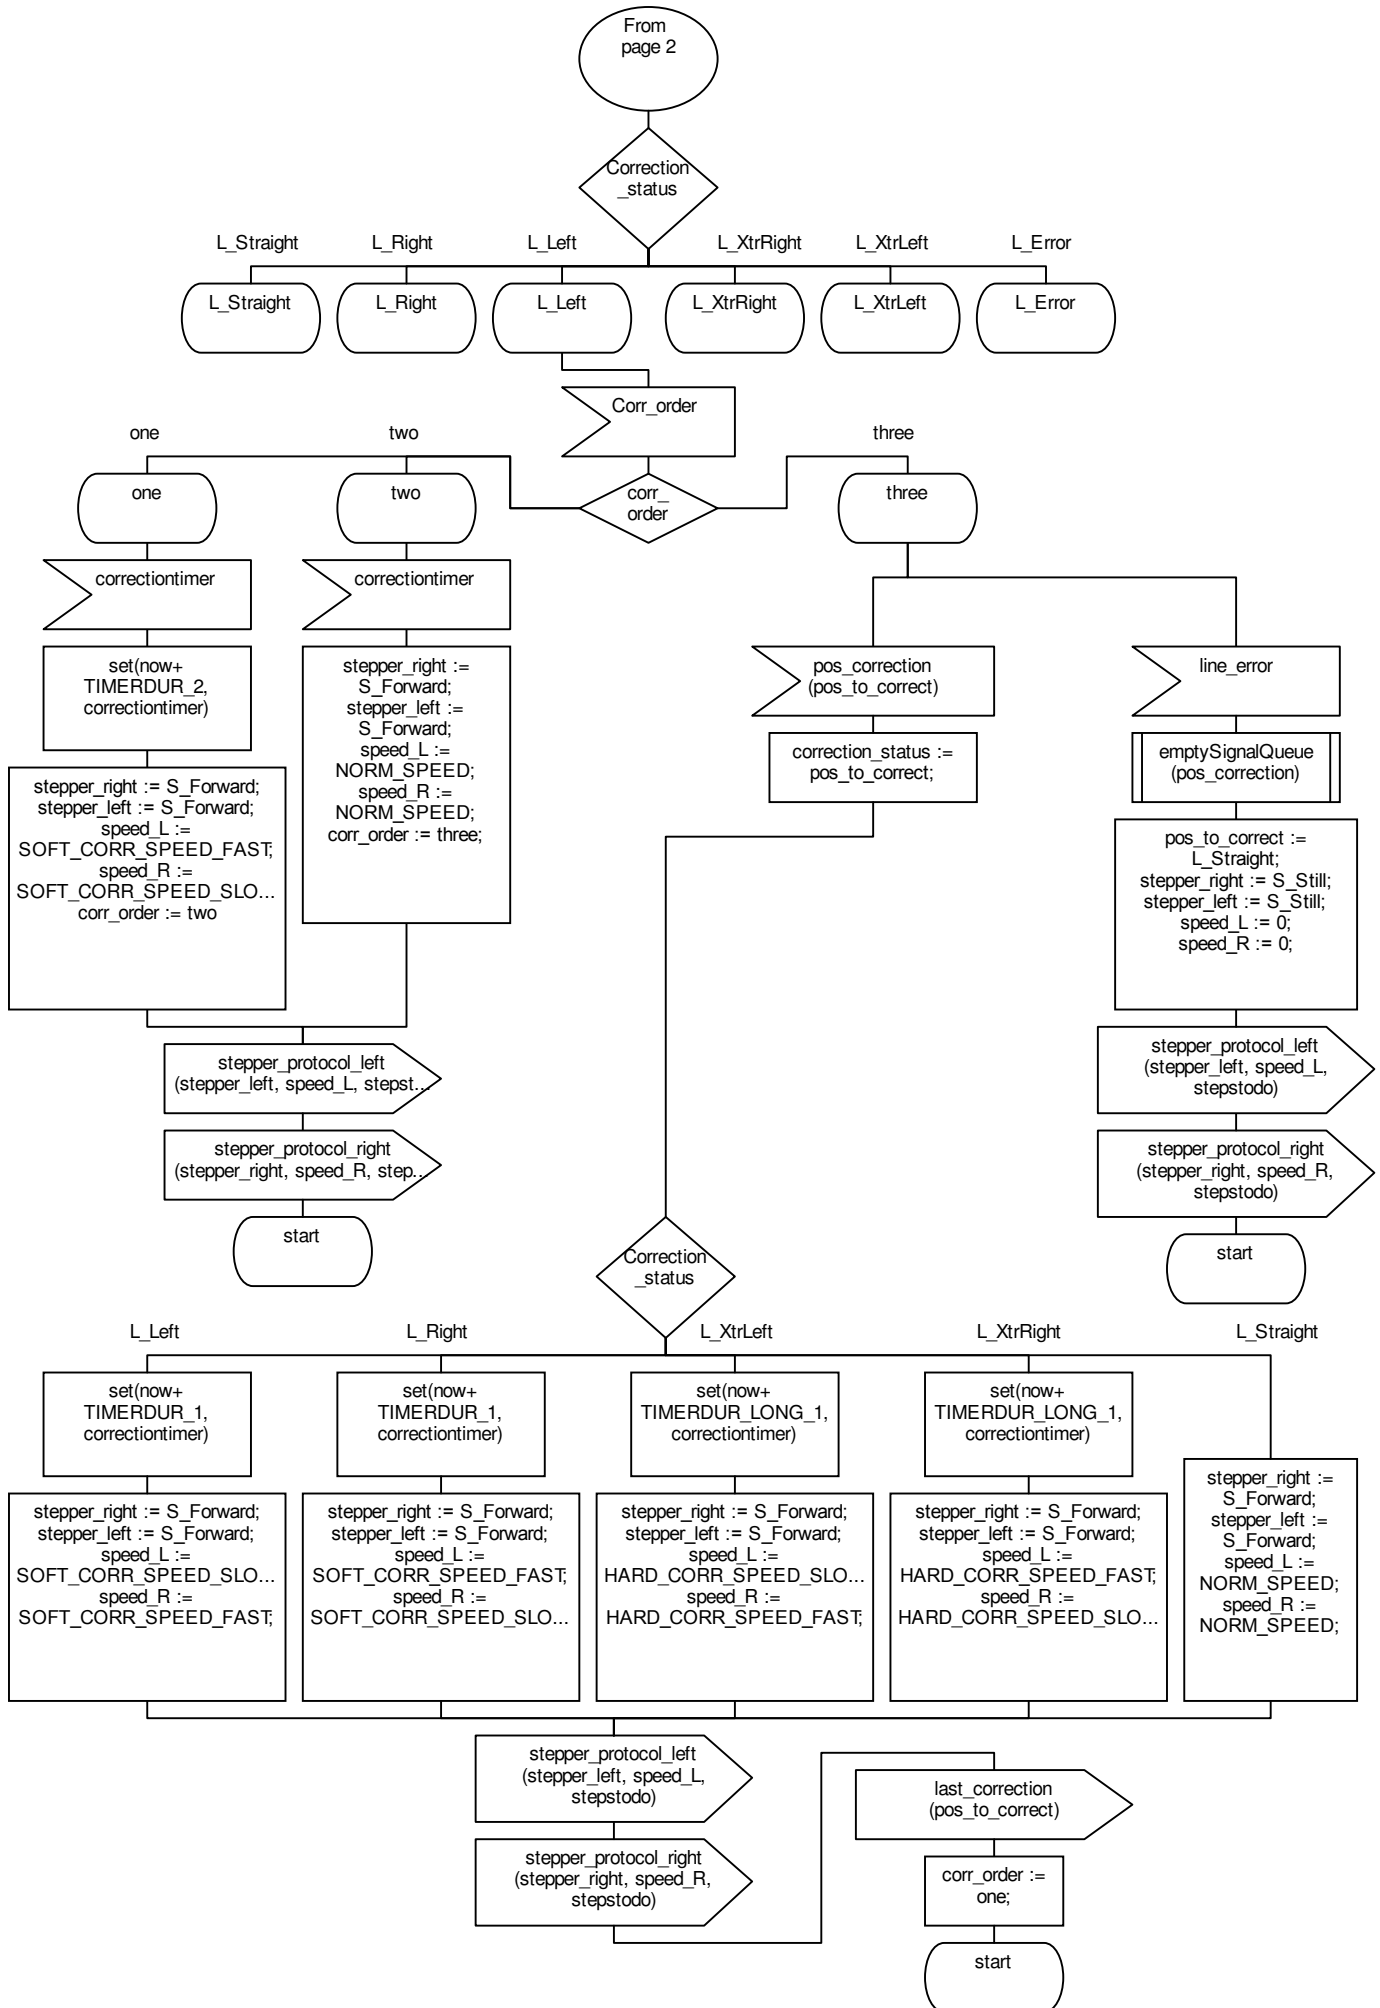 From
page 2
Correction
_status
L_Straight
L_Right
L_Left
L_XtrRight
L_XtrLeft
L_Error
L_Straight
L_Right
L_Left
L_XtrRight
L_XtrLeft
L_Error
Corr_order
one
two
three
one
two
corr_
order
three
correctiontimer
correctiontimer
set(now+
TIMERDUR_2,
correctiontimer)
stepper_right := S_Forward;
stepper_left := S_Forward;
speed_L :=
SOFT_CORR_SPEED_FAST;
speed_R :=
SOFT_CORR_SPEED_SLO...
corr_order := two
stepper_right :=
S_Forward;
stepper_left :=
S_Forward;
speed_L :=
NORM_SPEED;
speed_R :=
NORM_SPEED;
corr_order := three;
pos_correction
(pos_to_correct)
correction_status :=
pos_to_correct;
line_error
emptySignalQueue
(pos_correction)
pos_to_correct :=
L_Straight;
stepper_right := S_Still;
stepper_left := S_Still;
speed_L := 0;
speed_R := 0;
stepper_protocol_left
(stepper_left, speed_L, stepst...
stepper_protocol_right
(stepper_right, speed_R, step...
start
stepper_protocol_left
(stepper_left, speed_L,
stepstodo)
stepper_protocol_right
(stepper_right, speed_R,
stepstodo)
start
Correction
_status
L_Left
L_Right
L_XtrLeft
L_XtrRight
L_Straight
set(now+
TIMERDUR_1,
correctiontimer)
set(now+
TIMERDUR_1,
correctiontimer)
set(now+
TIMERDUR_LONG_1,
correctiontimer)
set(now+
TIMERDUR_LONG_1,
correctiontimer)
stepper_right := S_Forward;
stepper_left := S_Forward;
speed_L :=
SOFT_CORR_SPEED_SLO...
speed_R :=
SOFT_CORR_SPEED_FAST;
stepper_right := S_Forward;
stepper_left := S_Forward;
speed_L :=
SOFT_CORR_SPEED_FAST;
speed_R :=
SOFT_CORR_SPEED_SLO...
stepper_right := S_Forward;
stepper_left := S_Forward;
speed_L :=
HARD_CORR_SPEED_SLO...
speed_R :=
HARD_CORR_SPEED_FAST;
stepper_right := S_Forward;
stepper_left := S_Forward;
speed_L :=
HARD_CORR_SPEED_FAST;
speed_R :=
HARD_CORR_SPEED_SLO...
stepper_right :=
S_Forward;
stepper_left :=
S_Forward;
speed_L :=
NORM_SPEED;
speed_R :=
NORM_SPEED;
stepper_protocol_left
(stepper_left, speed_L,
stepstodo)
stepper_protocol_right
(stepper_right, speed_R,
stepstodo)
last_correction
(pos_to_correct)
corr_order :=
one;
start